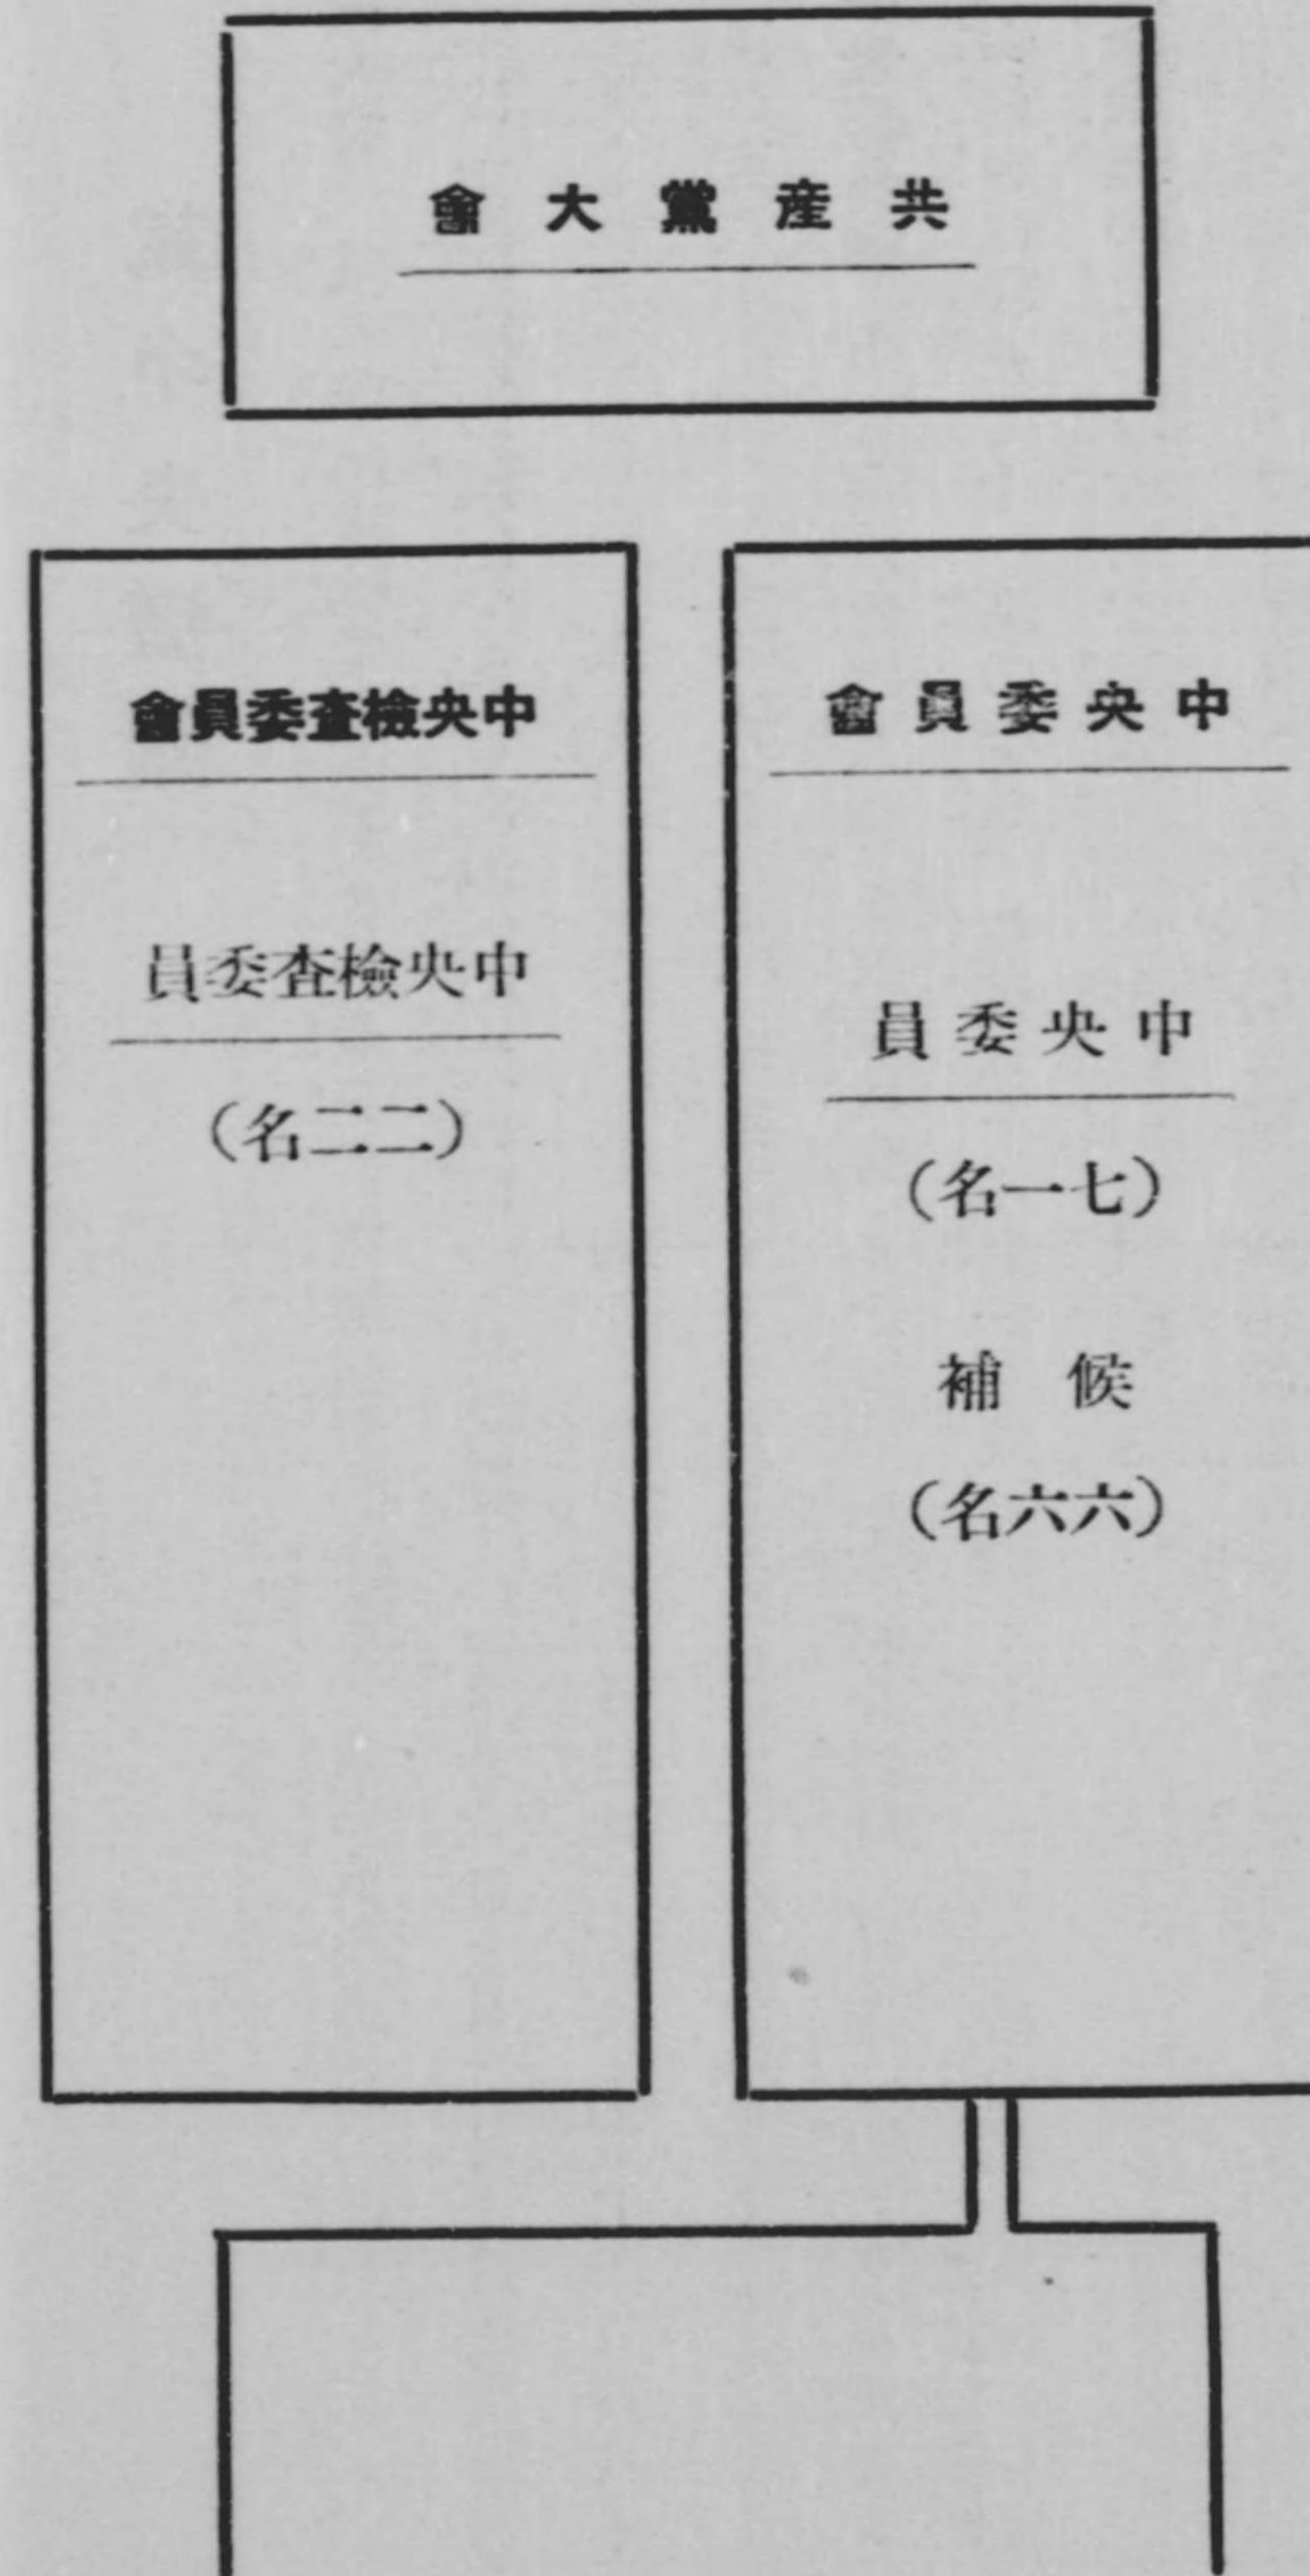 共産黨大會
中央委員會
中央委員
(七一名)
候補
(六六名)
中央檢査委員會
中央檢査委員
(二二名)